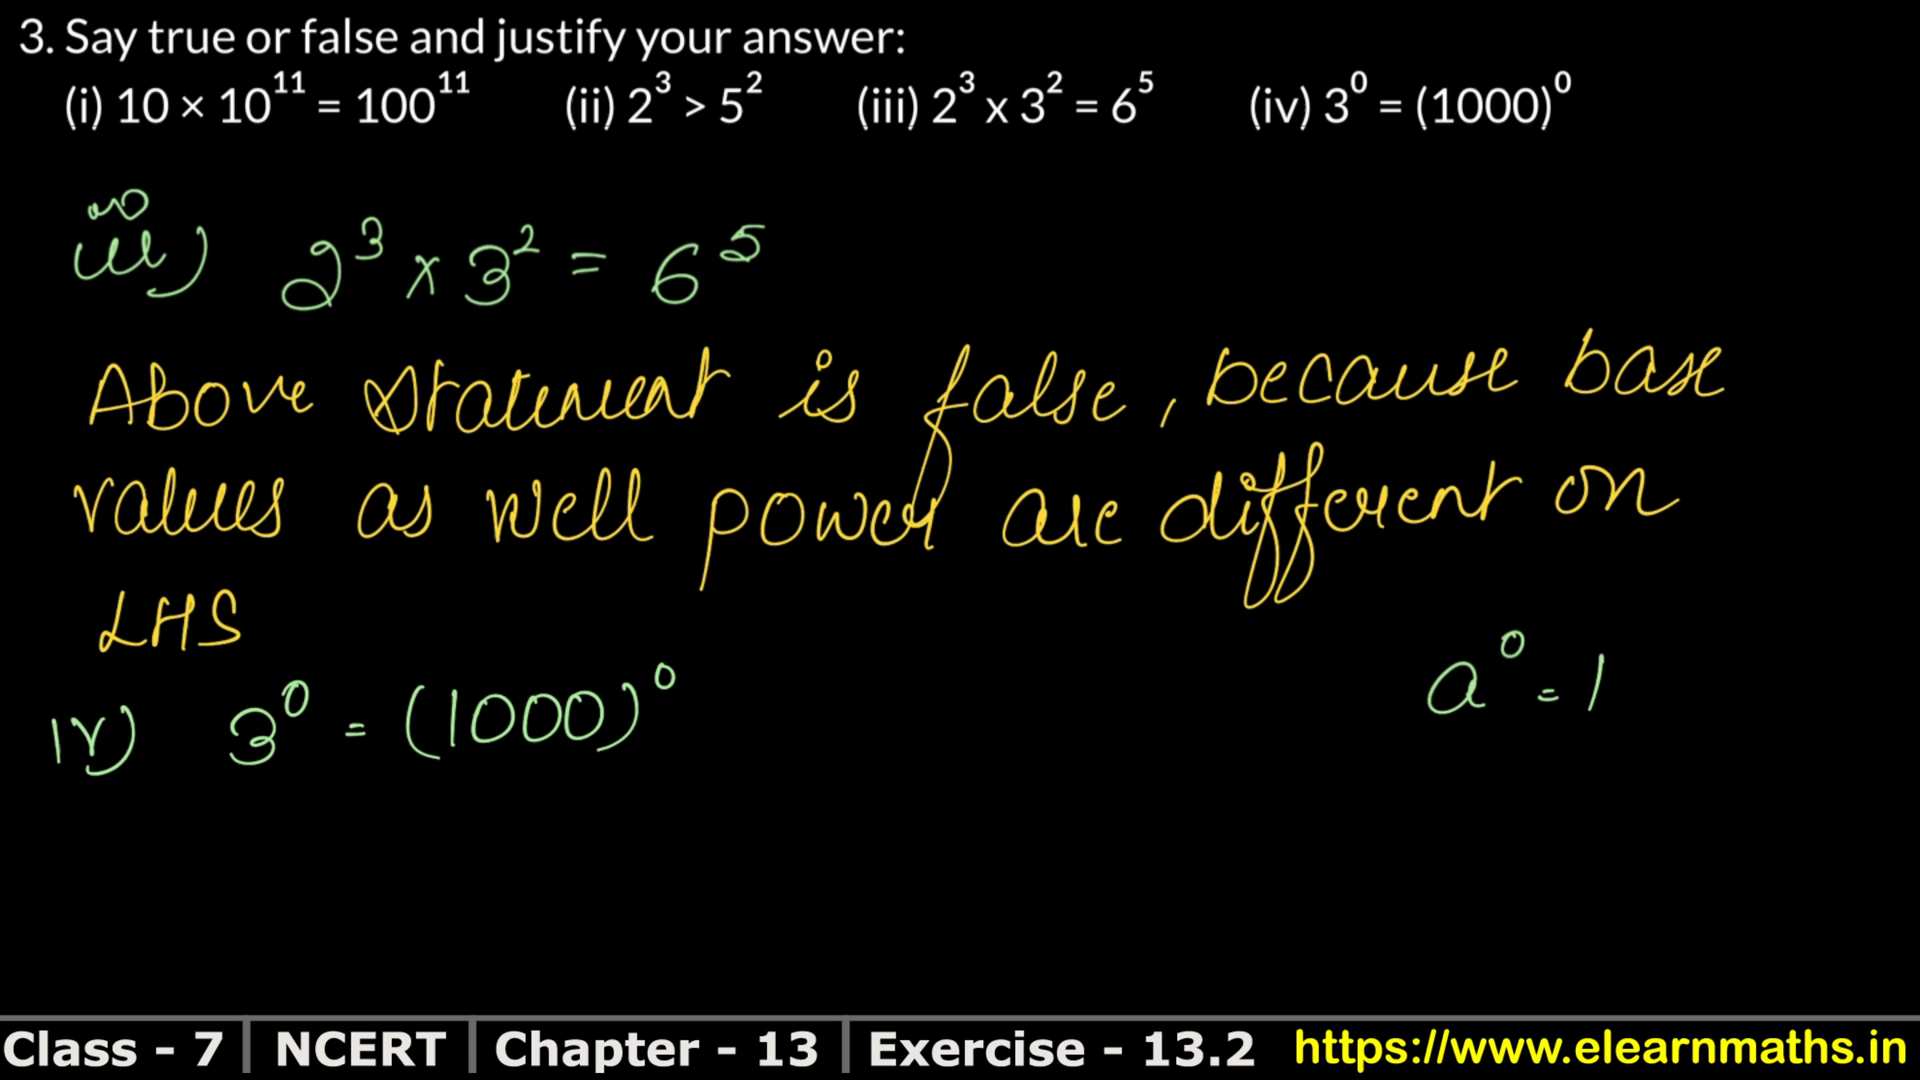 3. Say true or false and justify your answer:
(i) 10 × 10¹¹ = 100¹¹ (ii) 2³ > 5² (iii) 2³ x 3² = 6⁵ (iv) 3⁰ = (1000)⁰
iii) 2³ × 3² = 6⁵
Above statement is false, because base
values as well power are different on
LHS
a⁰ = 1
iv) 3⁰ = (1000)⁰
Class - 7 | NCERT | Chapter - 13 | Exercise - 13.2 https://www.elearnmaths.in